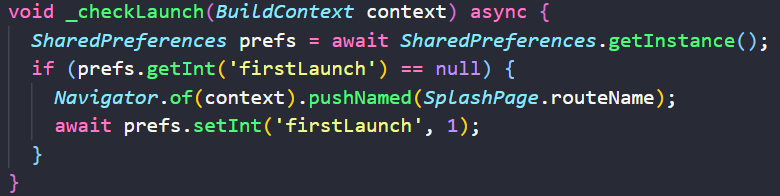 void _checkLaunch(BuildContext context) async {
  SharedPreferences prefs = await SharedPreferences.getInstance();
  if (prefs.getInt('firstLaunch') == null) {
    Navigator.of(context).pushNamed(SplashPage.routeName);
    await prefs.setInt('firstLaunch', 1);
  }
}